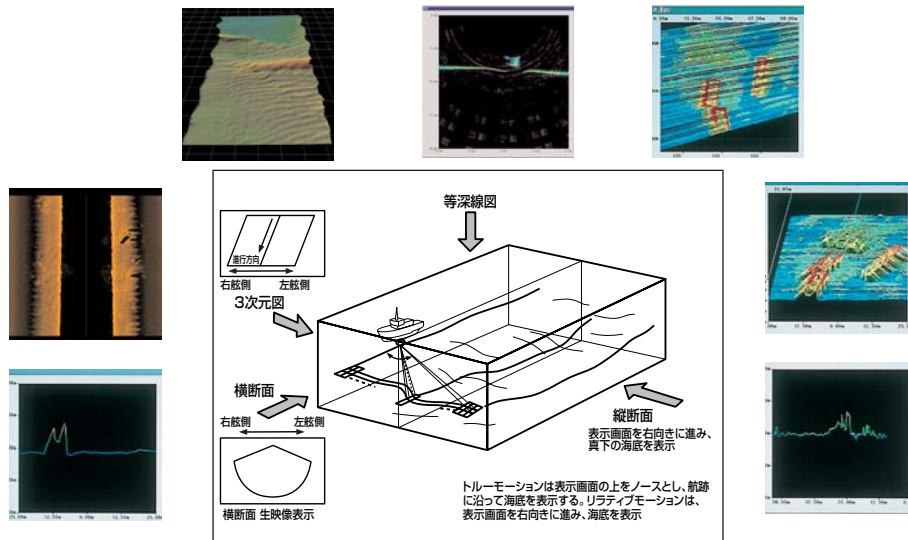 等深線図
進行方向
右舷側
左舷側
3次元図
横断面
右舷側
左舷側
横断面 生映像表示
縦断面
表示画面を右向きに進み、
真下の海底を表示
トルーモーションは表示画面の上をノースとし、航跡
に沿って海底を表示する。リラティブモーションは、
表示画面を右向きに進み、海底を表示